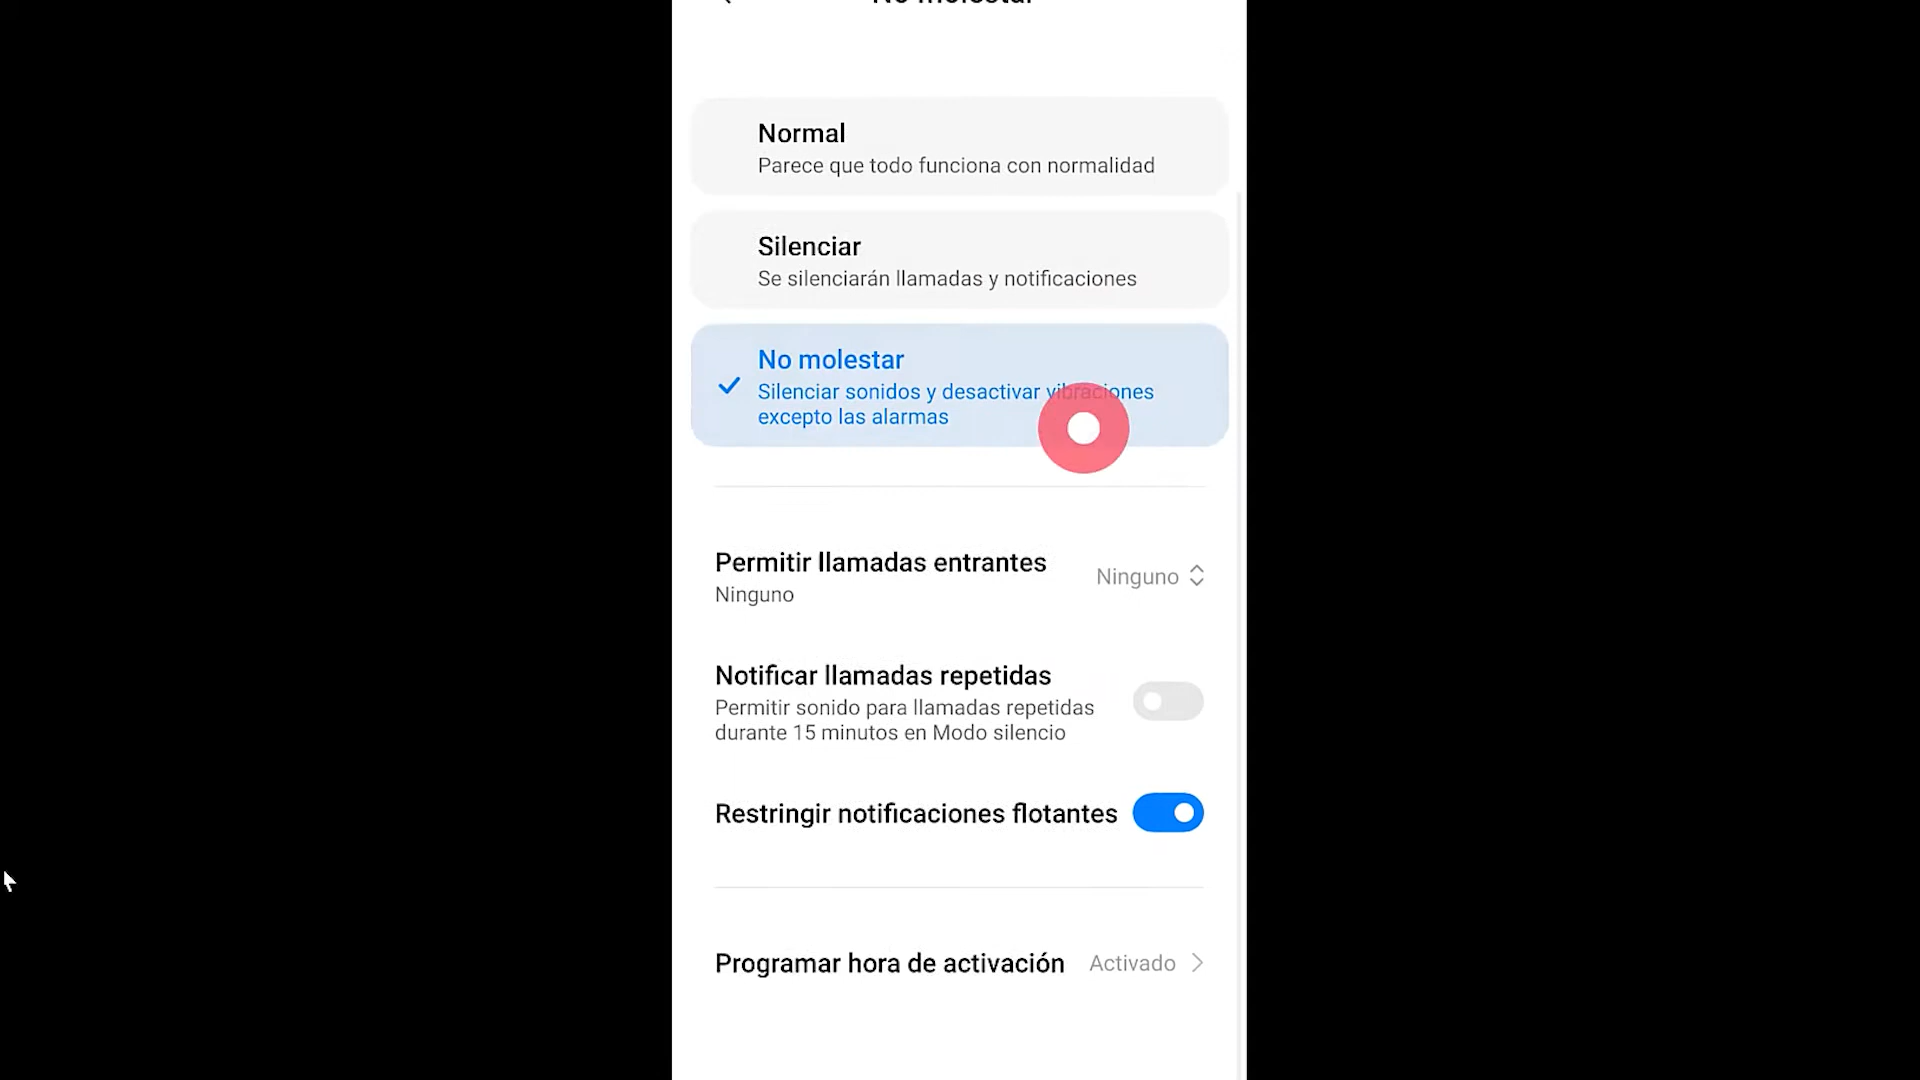 No molestar
Normal
Parece que todo funciona con normalidad
Silenciar
Se silenciarán llamadas y notificaciones
No molestar
Silenciar sonidos y desactivar vibraciones
excepto las alarmas
Permitir llamadas entrantes
Ninguno
Ninguno
Notificar llamadas repetidas
Permitir sonido para llamadas repetidas
durante 15 minutos en Modo silencio
Restringir notificaciones flotantes
Programar hora de activación
Activado